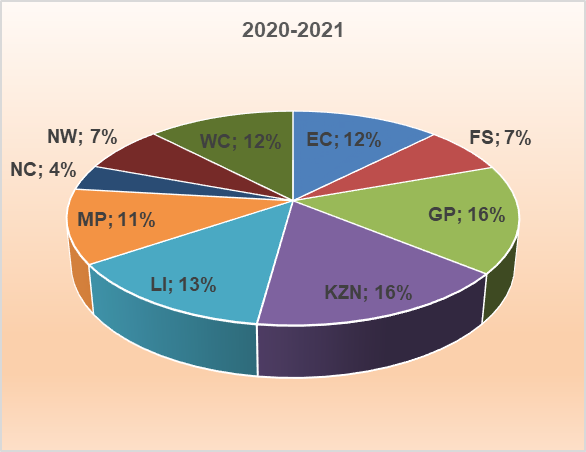 2020-2021
NW; 7%
WC; 12%
EC; 12%
FS; 7%
NC; 4%
MP; 11%
GP; 16%
LI; 13%
KZN; 16%